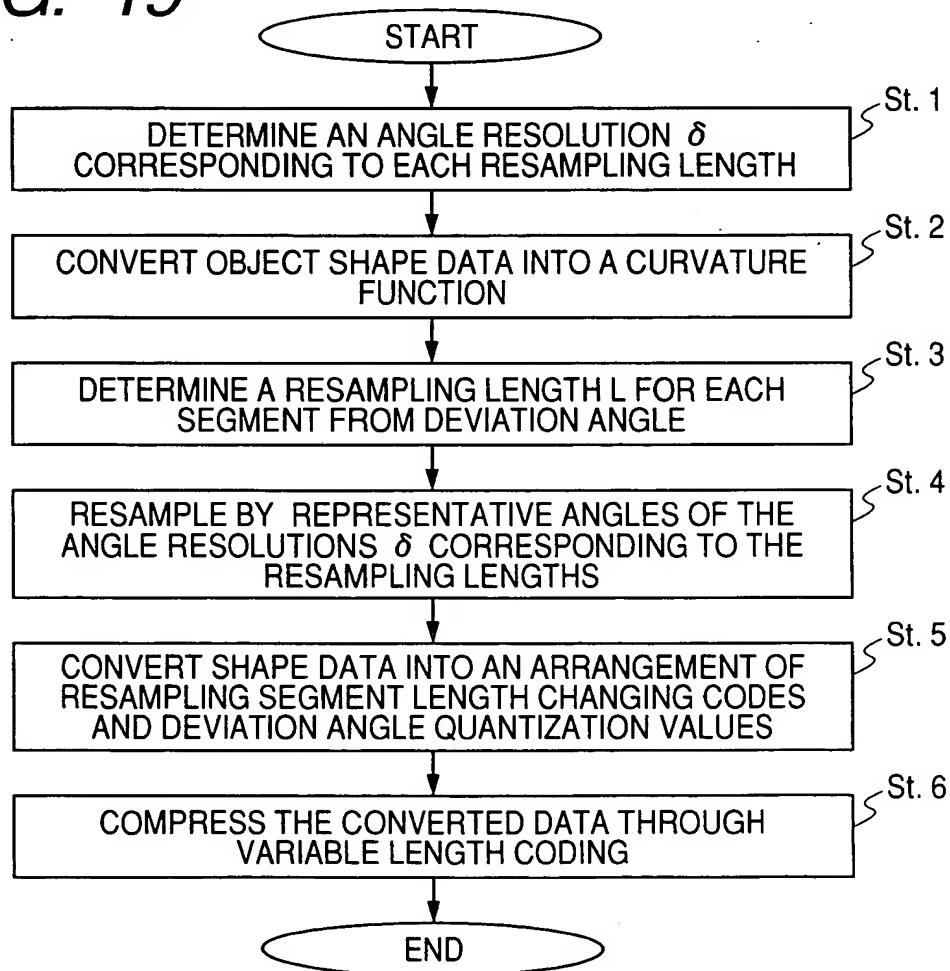 G. 19
START
St. 1
DETERMINE AN ANGLE RESOLUTION δ
CORRESPONDING TO EACH RESAMPLING LENGTH
St. 2
CONVERT OBJECT SHAPE DATA INTO A CURVATURE
FUNCTION
St. 3
DETERMINE A RESAMPLING LENGTH L FOR EACH
SEGMENT FROM DEVIATION ANGLE
St. 4
RESAMPLE BY REPRESENTATIVE ANGLES OF THE
ANGLE RESOLUTIONS δ CORRESPONDING TO THE
RESAMPLING LENGTHS
St. 5
CONVERT SHAPE DATA INTO AN ARRANGEMENT OF
RESAMPLING SEGMENT LENGTH CHANGING CODES
AND DEVIATION ANGLE QUANTIZATION VALUES
St. 6
COMPRESS THE CONVERTED DATA THROUGH
VARIABLE LENGTH CODING
END